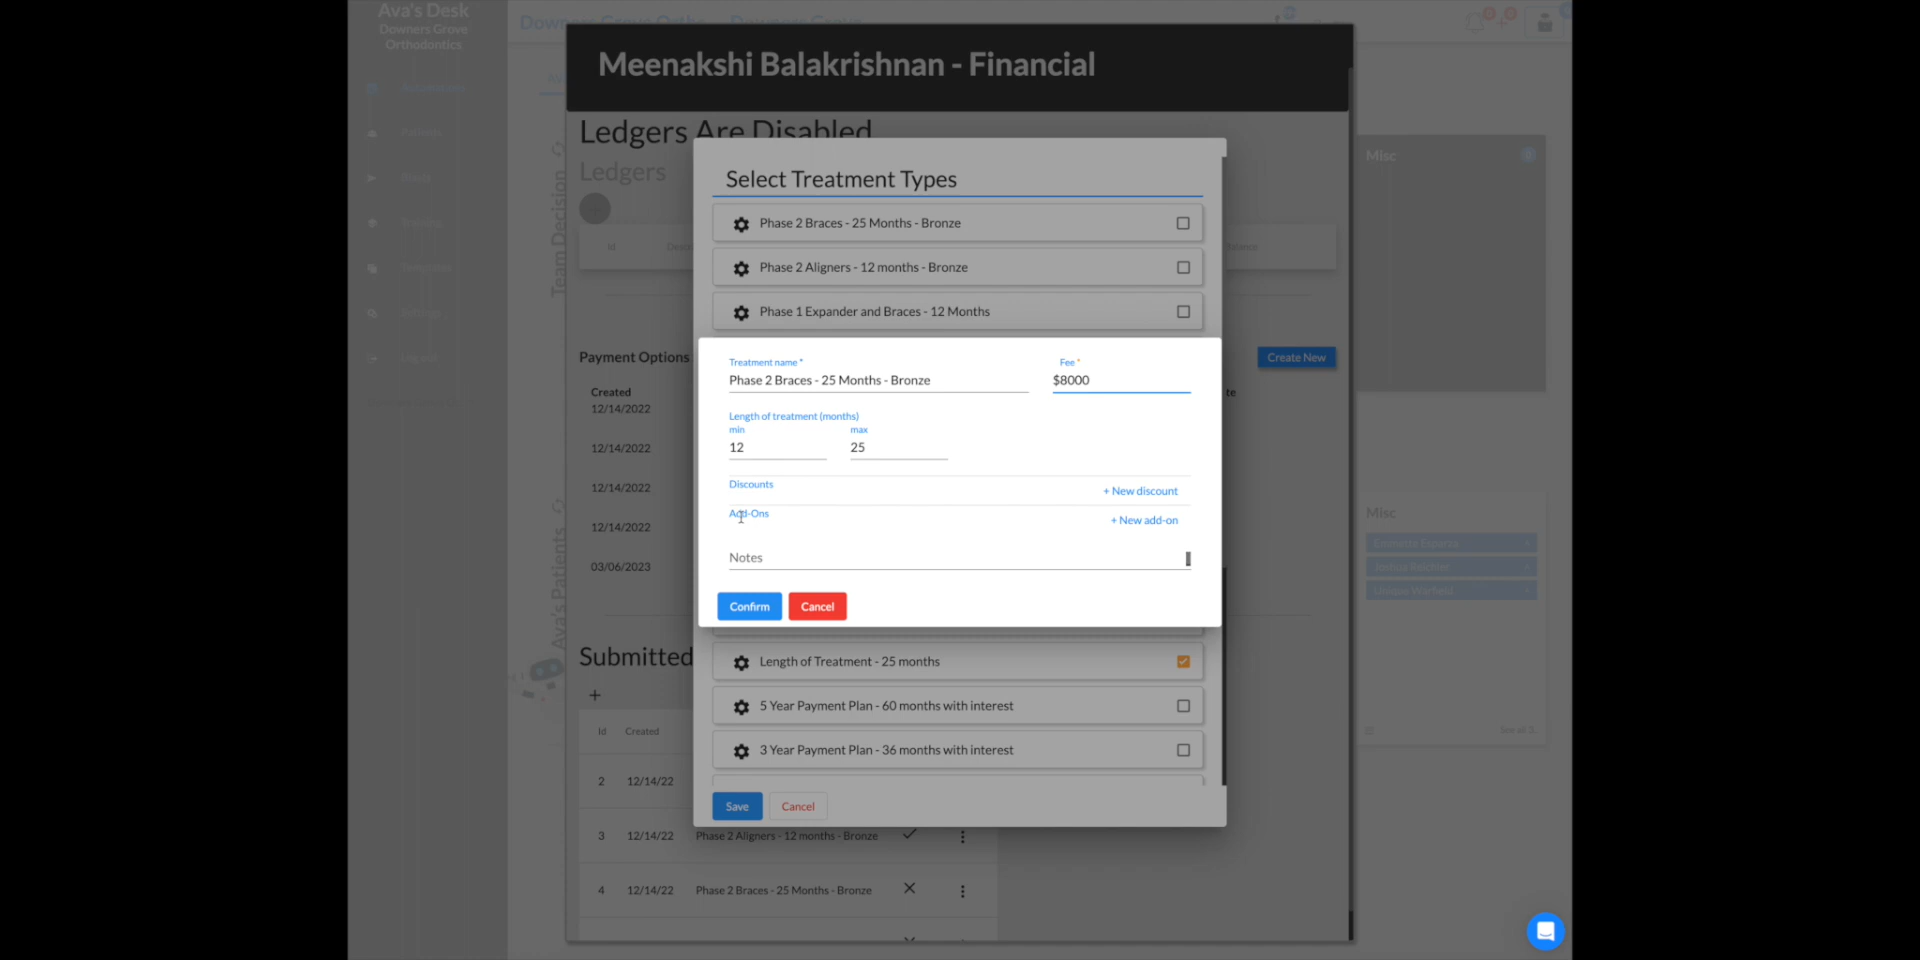 Ava's Desk
Downers Grove
Orthodontics
Meenakshi Balakrishnan - Financial
Ledgers Are Disabled
Ledgers
Id
Team Decision
Ava's Patients
Select Treatment Types
Phase 2 Braces - 25 Months - Bronze
Phase 2 Aligners - 12 months - Bronze
Phase 1 Expander and Braces - 12 Months
Payment Options
Create New
Created
12/14/2022
12/14/2022
12/14/2022
12/14/2022
03/06/2023
Treatment name *
Phase 2 Braces - 25 Months - Bronze
Fee *
$8000
Length of treatment (months)
min
12
max
25
Discounts
+ New discount
Add-Ons
+ New add-on
Notes
Confirm
Cancel
Length of Treatment - 25 months
5 Year Payment Plan - 60 months with interest
3 Year Payment Plan - 36 months with interest
Save
Cancel
Submitted
Id Created
2 12/14/22
3 12/14/22 Phase 2 Aligners - 12 months - Bronze
4 12/14/22 Phase 2 Braces - 25 Months - Bronze
Misc
Misc
See all 3